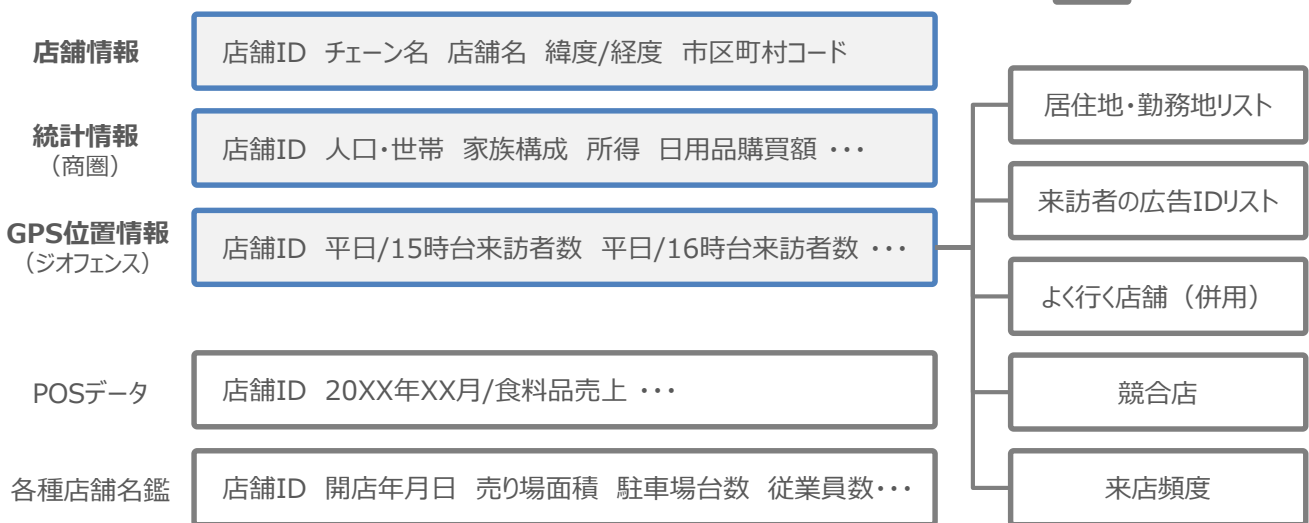 店舗情報
店舗ID チェーン名 店舗名 緯度/経度 市区町村コード
統計情報
（商圏）
店舗ID 人口・世帯 家族構成 所得 日用品購買額 ・・・
GPS位置情報
（ジオフェンス）
店舗ID 平日/15時台来訪者数 平日/16時台来訪者数 ・・・
POSデータ
店舗ID 20XX年XX月/食料品売上 ・・・
各種店舗名鑑
店舗ID 開店年月日 売り場面積 駐車場台数 従業員数・・・
居住地・勤務地リスト
来訪者の広告IDリスト
よく行く店舗（併用）
競合店
来店頻度